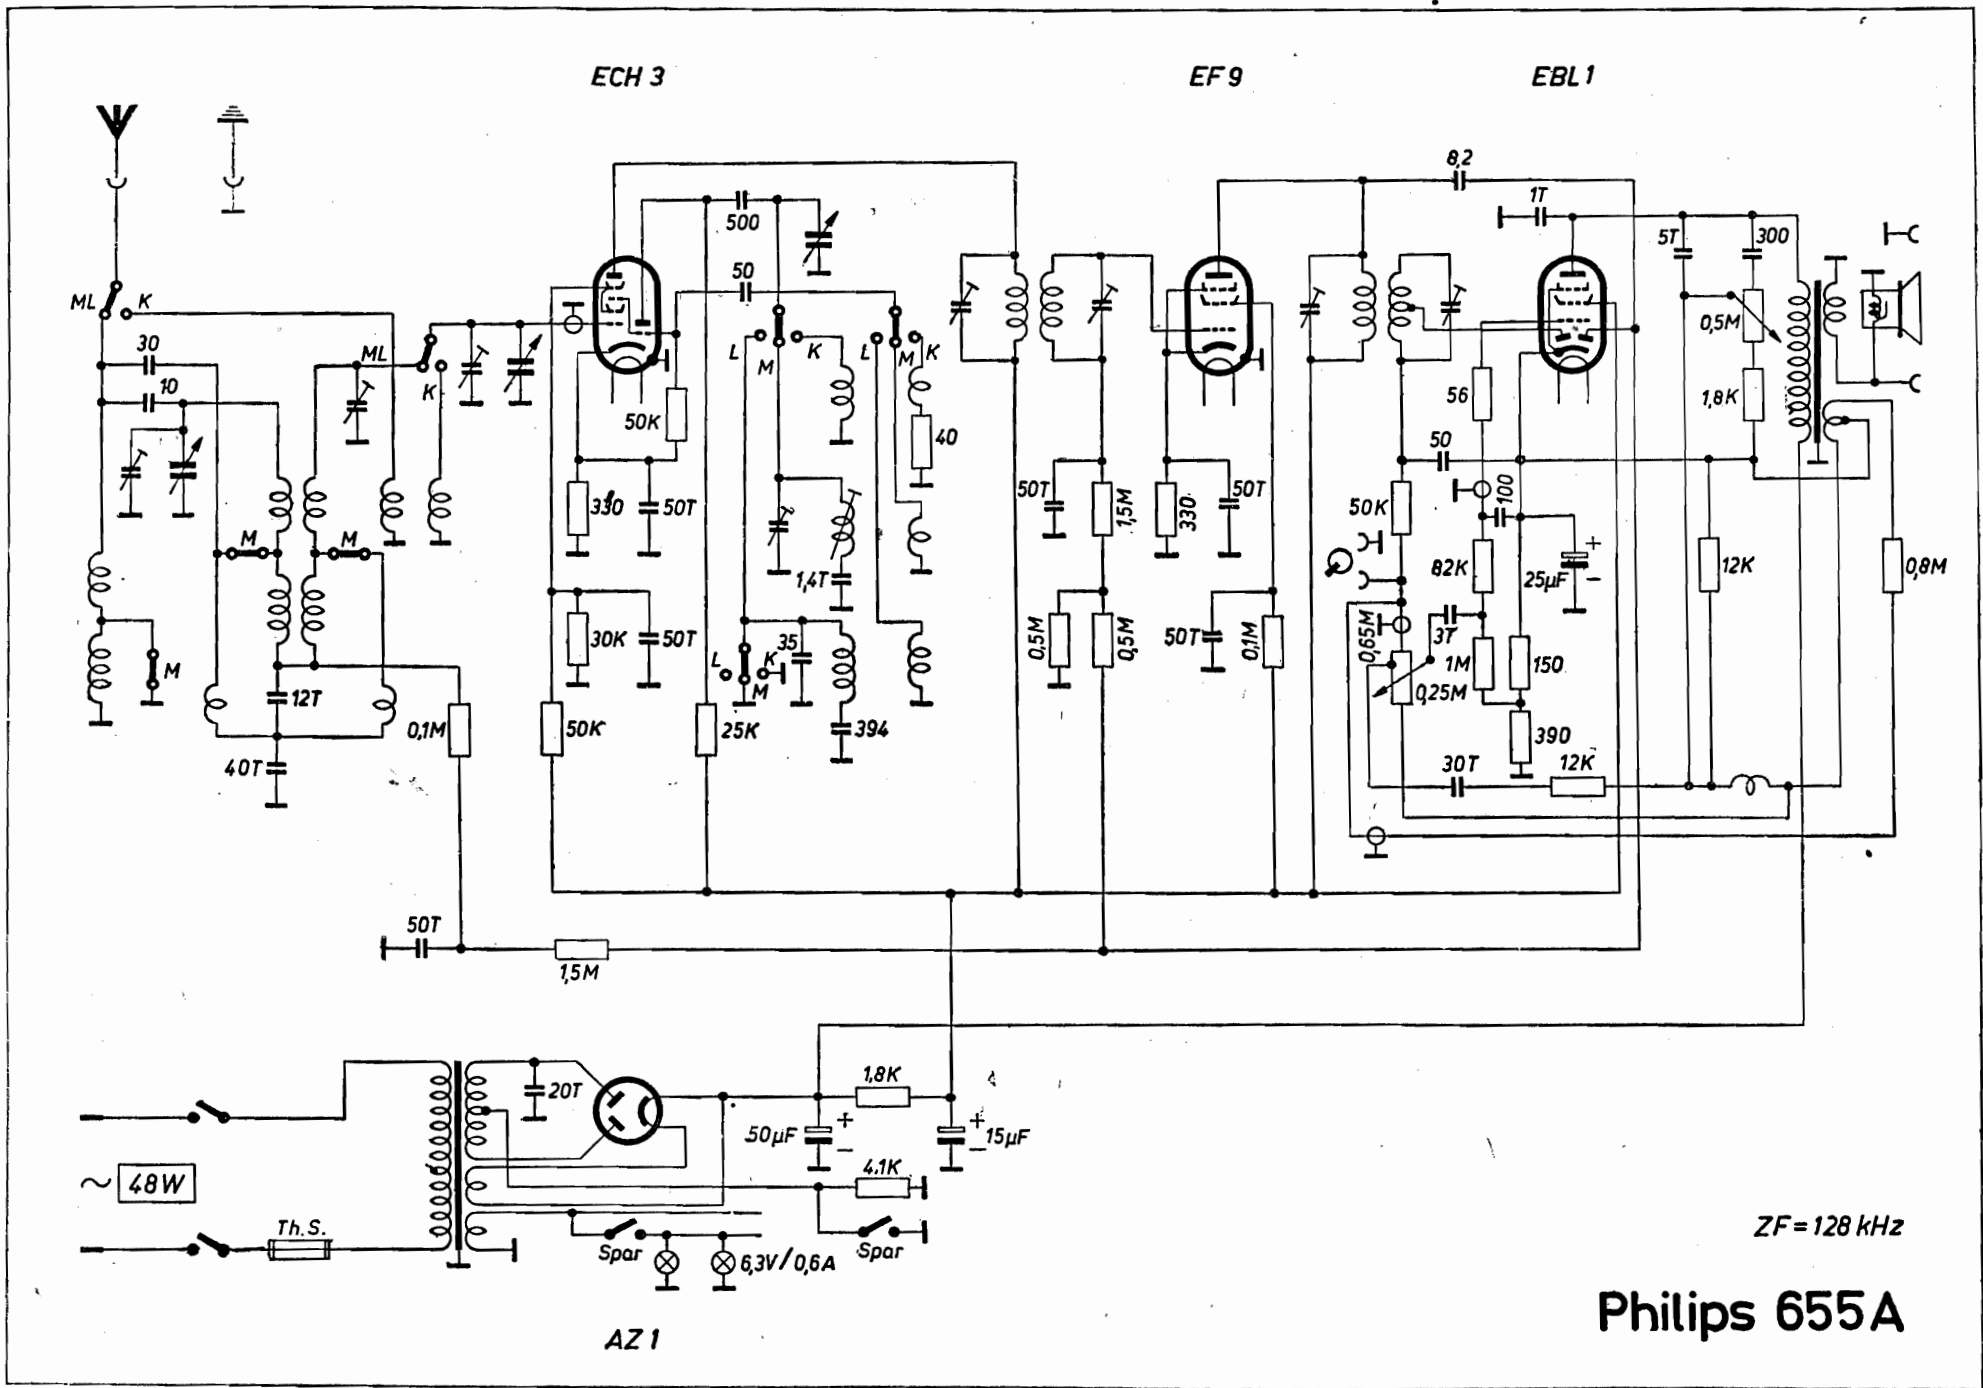 ECH 3
EF 9
EBL 1
8,2
1T
500
5T
300
50
ML
K
0,5M
30
ML
L
M
K
L
M
K
10
K
56
1,8K
50K
40
50
330
50T
50T
1,5M
330
50T
50K
100
M
M
1,4T
82K
25µF
+
−
12K
0,8M
30K
50T
35
0,5M
0,5M
50T
0,1M
0,65M
3T
1M
150
M
L
K
M
12T
0,25M
0,1M
50K
25K
394
390
40T
30T
12K
50T
1,5M
20T
1,8K
50µF
+
−
+
−
15µF
~
48W
4.1K
Th.S.
Spar
6,3V/0,6A
Spar
ZF = 128 kHz
Philips 655A
AZ 1